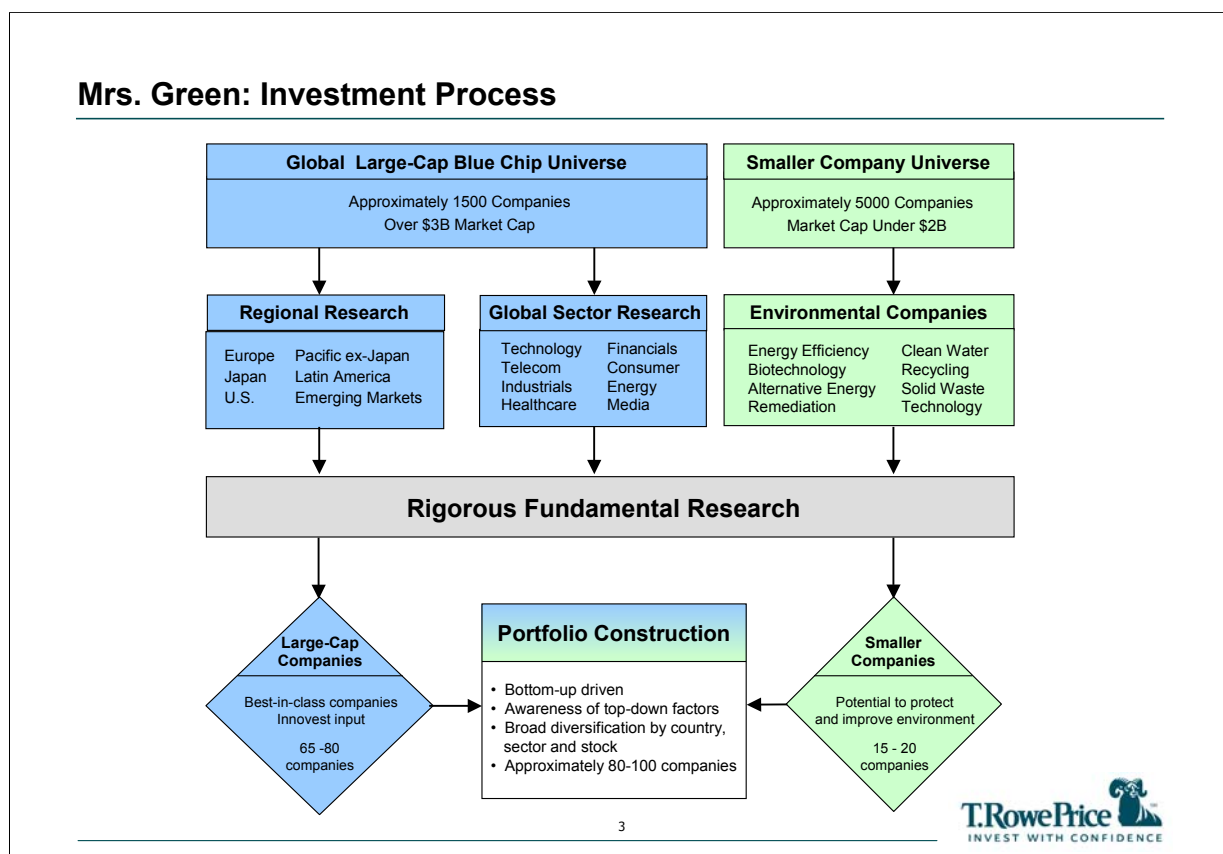 Mrs. Green: Investment Process
Global Large-Cap Blue Chip Universe
Approximately 1500 Companies
Over $3B Market Cap
Smaller Company Universe
Approximately 5000 Companies
Market Cap Under $2B
Regional Research
Europe Pacific ex-Japan
Japan Latin America
U.S. Emerging Markets
Global Sector Research
Technology Financials
Telecom Consumer
Industrials Energy
Healthcare Media
Environmental Companies
Energy Efficiency Clean Water
Biotechnology Recycling
Alternative Energy Solid Waste
Remediation Technology
Rigorous Fundamental Research
Large-Cap
Companies
Best-in-class companies
Innovest input
65 -80
companies
Portfolio Construction
• Bottom-up driven
• Awareness of top-down factors
• Broad diversification by country,
sector and stock
• Approximately 80-100 companies
Smaller
Companies
Potential to protect
and improve environment
15 - 20
companies
3
T.RowePrice
INVEST WITH CONFIDENCE